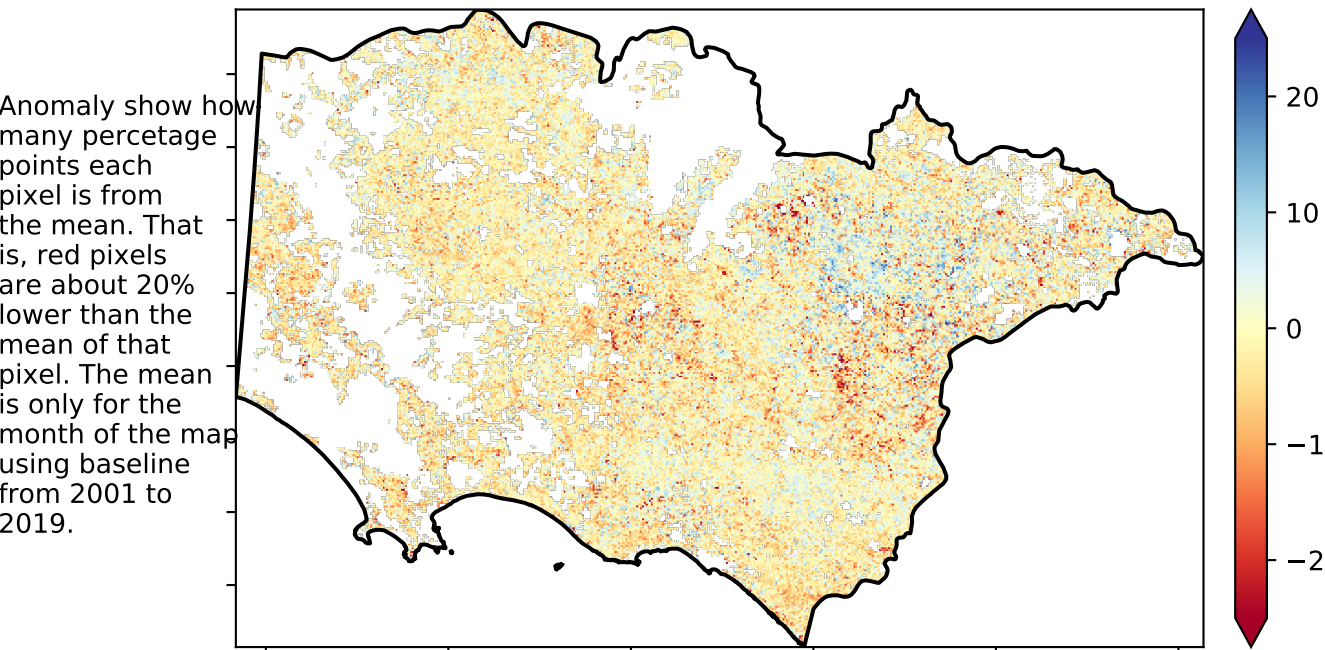 Anomaly show how
many percetage
points each
pixel is from
the mean. That
is, red pixels
are about 20%
lower than the
mean of that
pixel. The mean
is only for the
month of the map
using baseline
from 2001 to
2019.
20
10
0
−1
−2